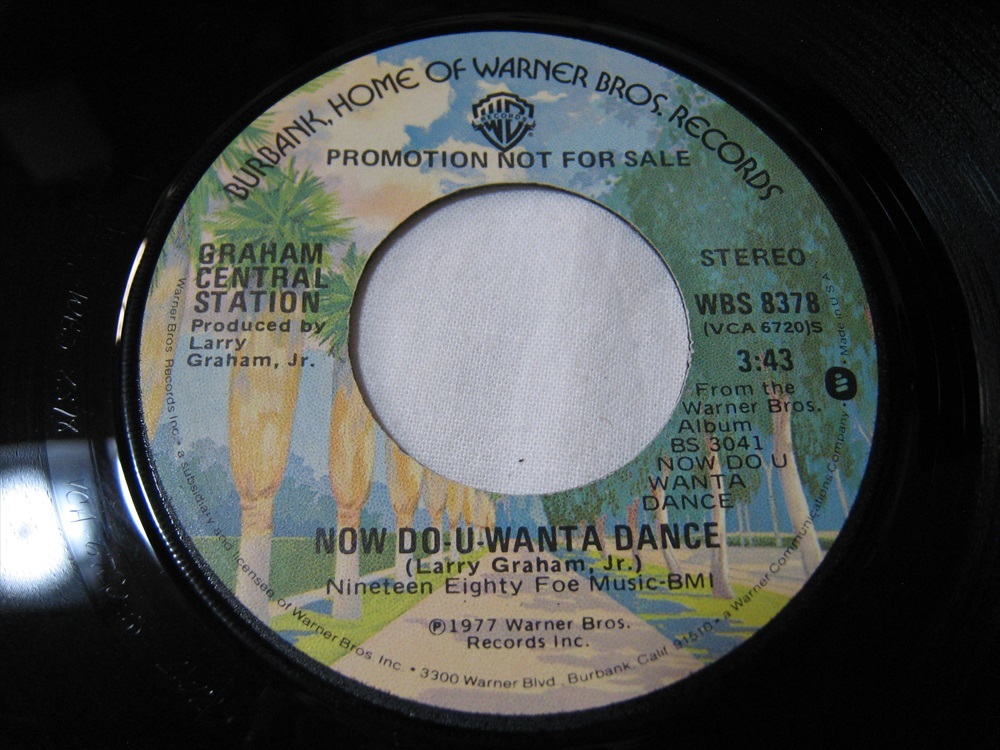 BURBANK, HOME OF WARNER BROS. RECORDS
WB
RECORDS
®
PROMOTION NOT FOR SALE
GRAHAM
CENTRAL
STATION
Produced by
Larry
Graham, Jr.
STEREO
WBS 8378
(VCA 6720)S
3:43
From the
Warner Bros.
Album
BS 3041
NOW DO U
WANTA
DANCE
NOW DO-U-WANTA DANCE
(Larry Graham, Jr.)
Nineteen Eighty Foe Music-BMI
℗1977 Warner Bros.
Records Inc.
Warner Bros. Records Inc. • a subsidiary and licensee of Warner Bros. Inc. • 3300 Warner Blvd., Burbank, Calif. 91510 • a Warner Communications Company • Made in U.S.A.